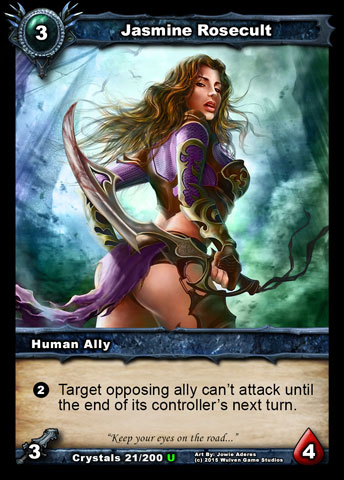 3
Jasmine Rosecult
Human Ally
2 Target opposing ally can't attack until
the end of its controller's next turn.
"Keep your eyes on the road..."
3
Crystals 21/200 U
Art By: Jowie Aderes
(c) 2015 Wulven Game Studios
4